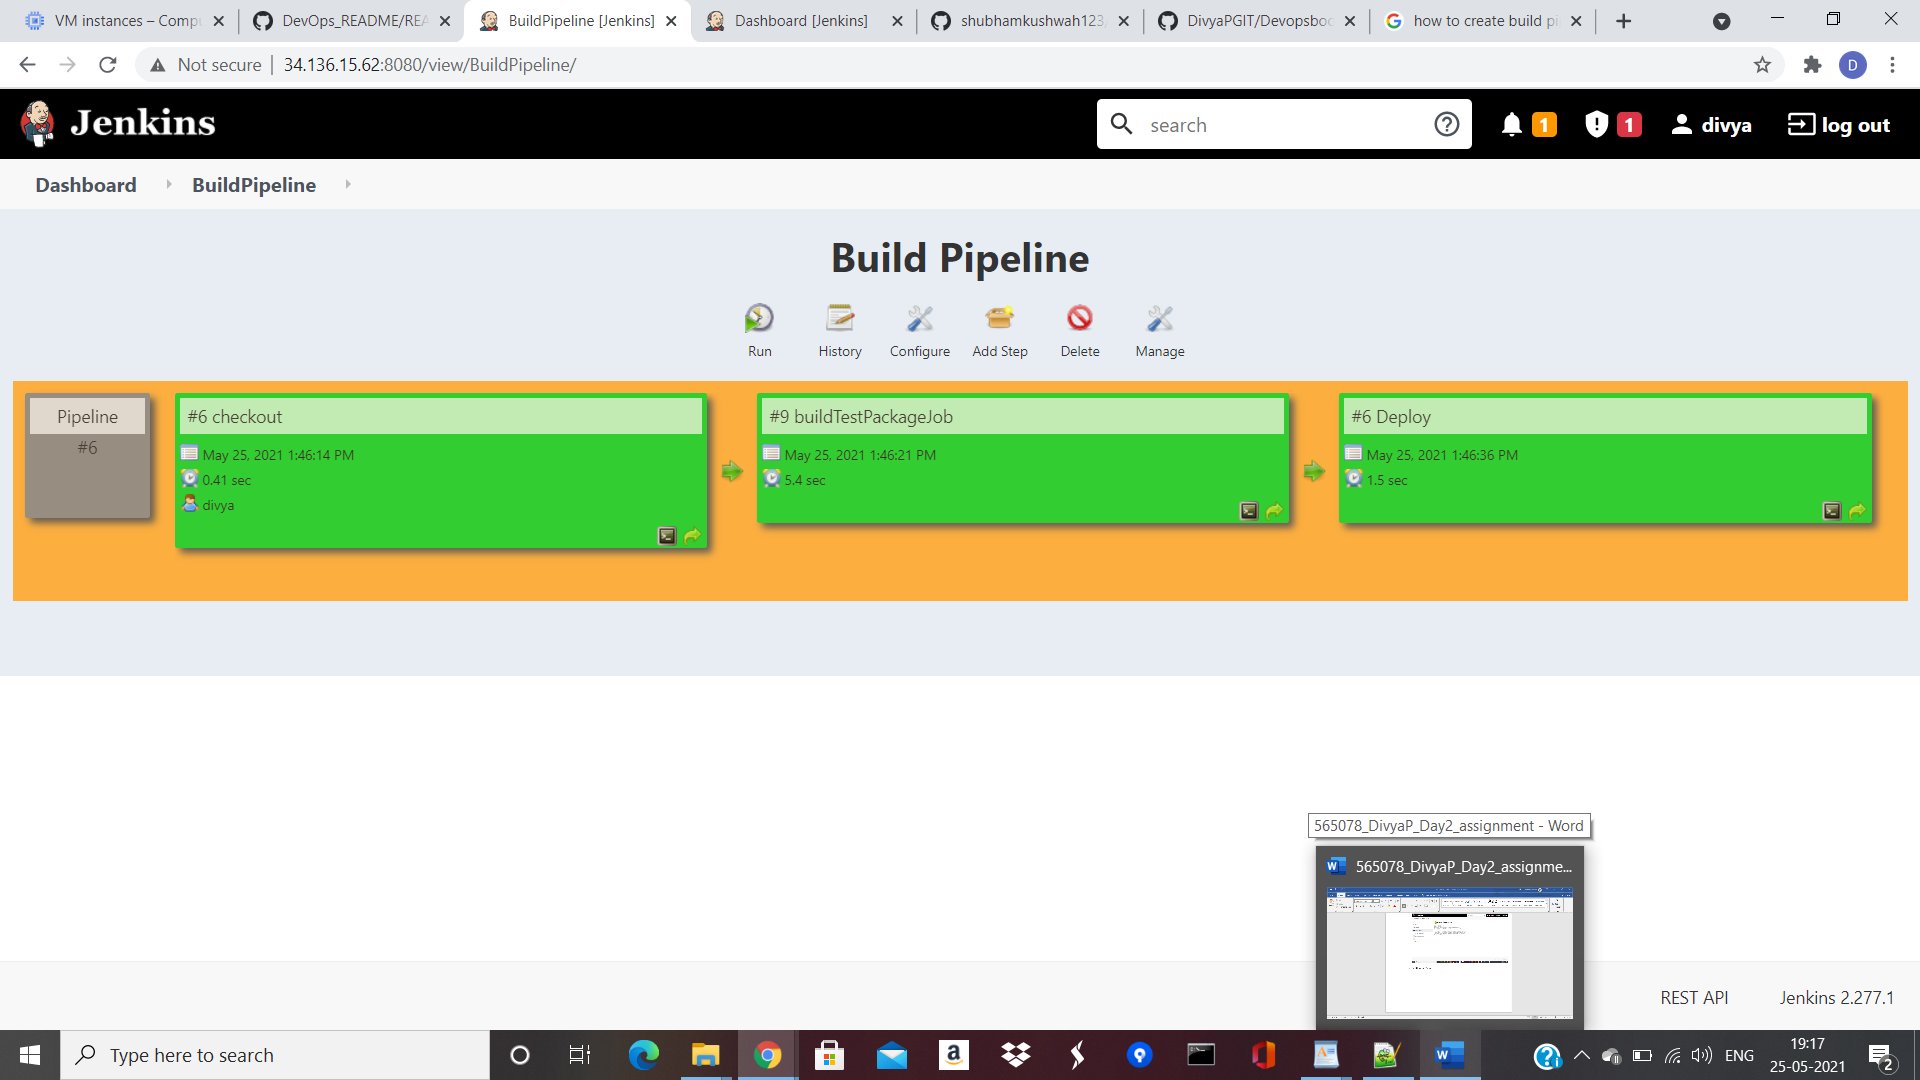 VM instances – Compu
DevOps_README/REA
BuildPipeline [Jenkins]
Dashboard [Jenkins]
shubhamkushwah123/
DivyaPGIT/Devopsboo
how to create build pi
Not secure
34.136.15.62:8080/view/BuildPipeline/
D
Jenkins
search
1
1
divya
log out
Dashboard
BuildPipeline
Build Pipeline
Run
History
Configure
Add Step
Delete
Manage
Pipeline
#6
#6 checkout
May 25, 2021 1:46:14 PM
0.41 sec
divya
#9 buildTestPackageJob
May 25, 2021 1:46:21 PM
5.4 sec
#6 Deploy
May 25, 2021 1:46:36 PM
1.5 sec
565078_DivyaP_Day2_assignment - Word
565078_DivyaP_Day2_assignme...
REST API
Jenkins 2.277.1
Type here to search
ENG
19:17
25-05-2021
2